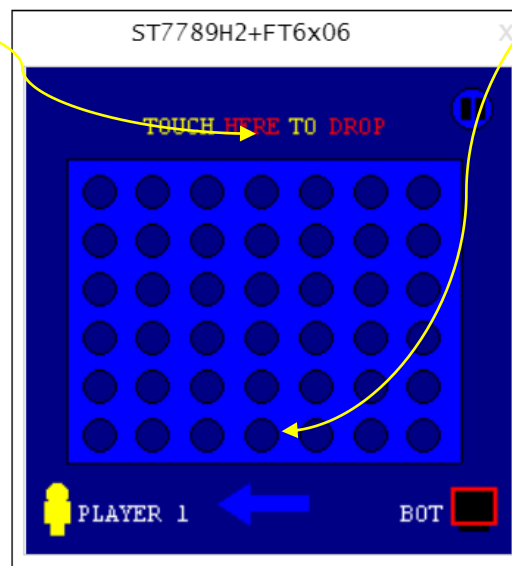 ST7789H2+FT6x06
X
TOUCH HERE TO DROP
PLAYER 1
BOT